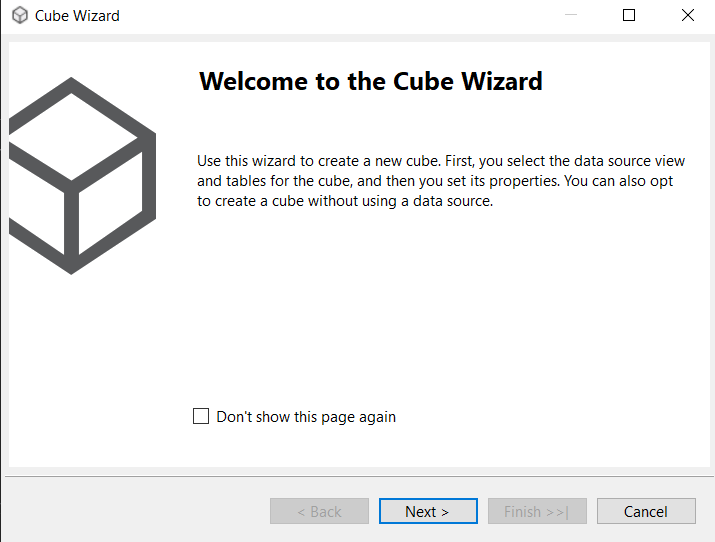 Cube Wizard
Welcome to the Cube Wizard
Use this wizard to create a new cube. First, you select the data source view
and tables for the cube, and then you set its properties. You can also opt
to create a cube without using a data source.
Don't show this page again
< Back
Next >
Finish >>|
Cancel